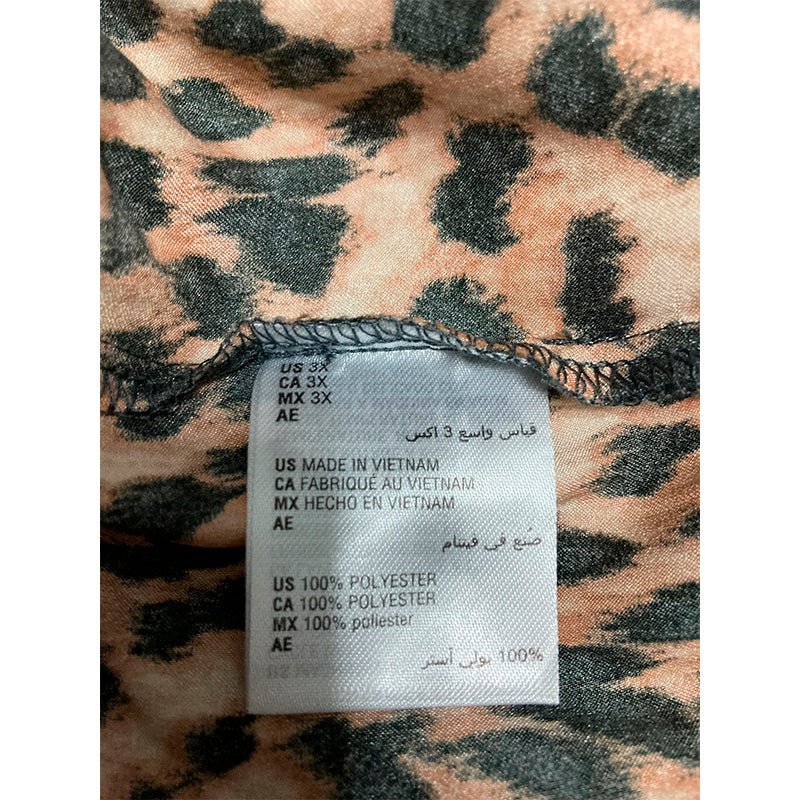 US 3X
CA 3X
MX 3X
AE
قياس واسع 3 اكس
US MADE IN VIETNAM
CA FABRIQUÉ AU VIETNAM
MX HECHO EN VIETNAM
AE
صنع في فيتنام
US 100% POLYESTER
CA 100% POLYESTER
MX 100% poliester
AE
100% بولي أستر